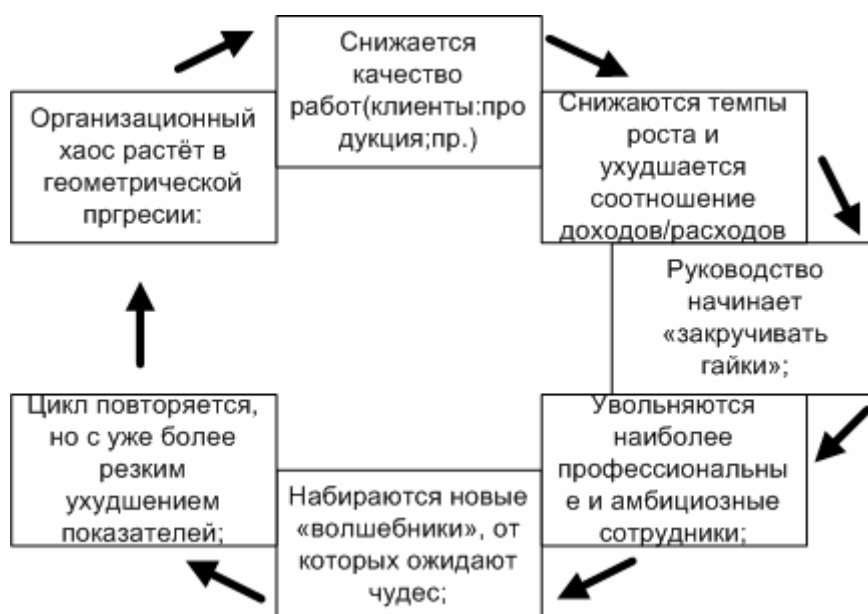 Снижается
качество
работ(клиенты:про
дукция;пр.)
Снижаются темпы
роста и
ухудшается
соотношение
доходов/расходов
Руководство
начинает
«закручивать
гайки»;
Увольняются
наиболее
профессиональны
е и амбициозные
сотрудники;
Набираются новые
«волшебники», от
которых ожидают
чудес;
Цикл повторяется,
но с уже более
резким
ухудшением
показателей;
Организационный
хаос растёт в
геометрической
пргресии: